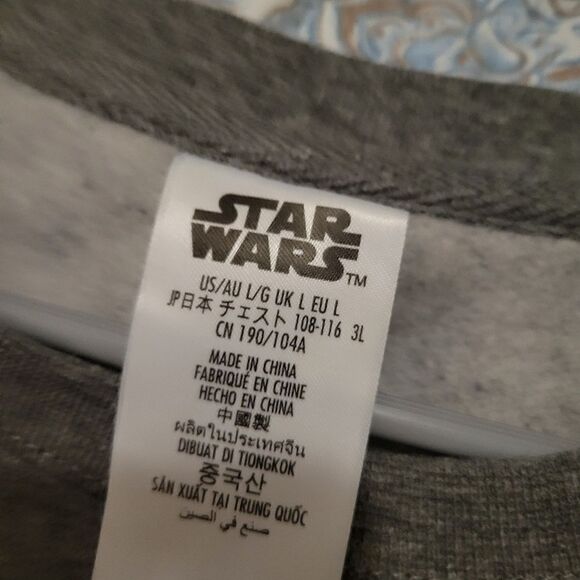 STAR
WARS™
US/AU L/G UK L EU L
JP日本 チェスト 108-116 3L
CN 190/104A
MADE IN CHINA
FABRIQUÉ EN CHINE
HECHO EN CHINA
中國製
ผลิตในประเทศจีน
DIBUAT DI TIONGKOK
중국산
SẢN XUẤT TẠI TRUNG QUỐC
صنع في الصين